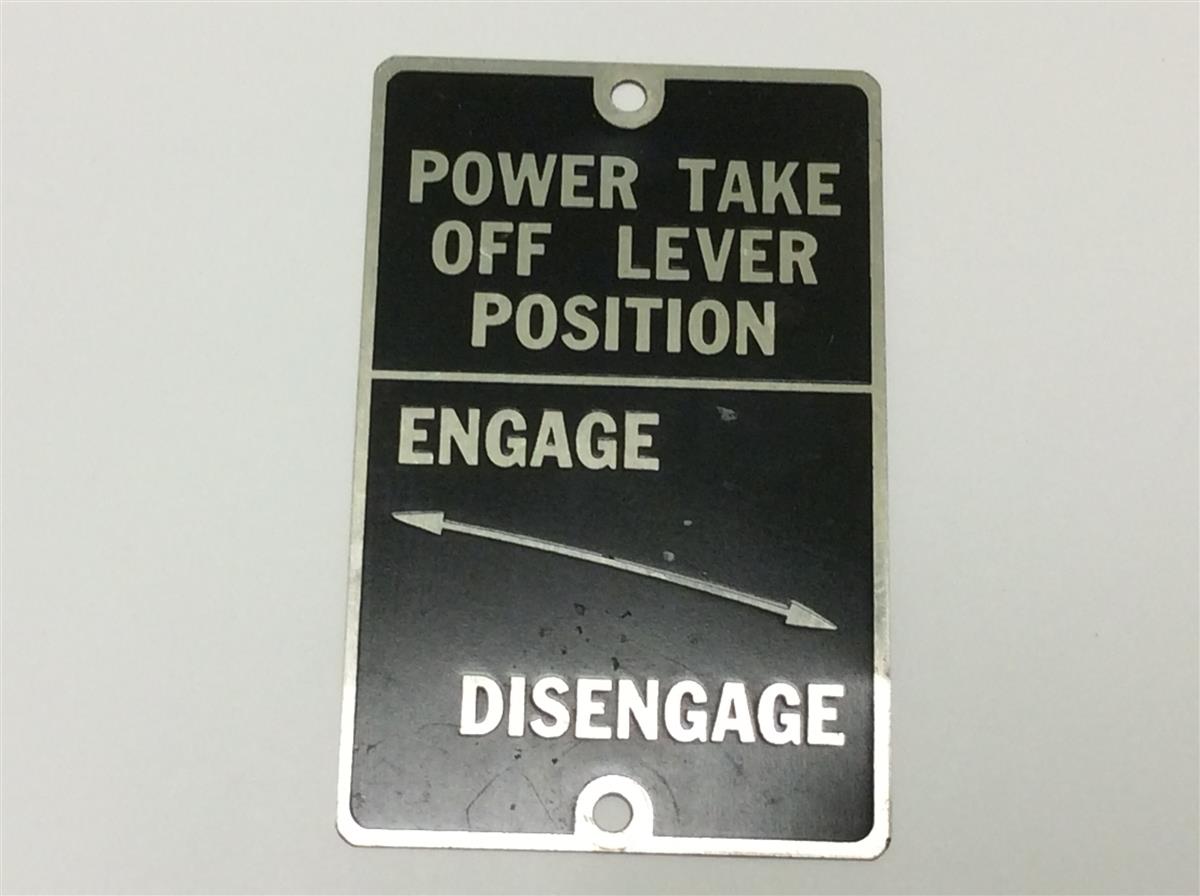 POWER TAKE
OFF LEVER
POSITION
ENGAGE
DISENGAGE